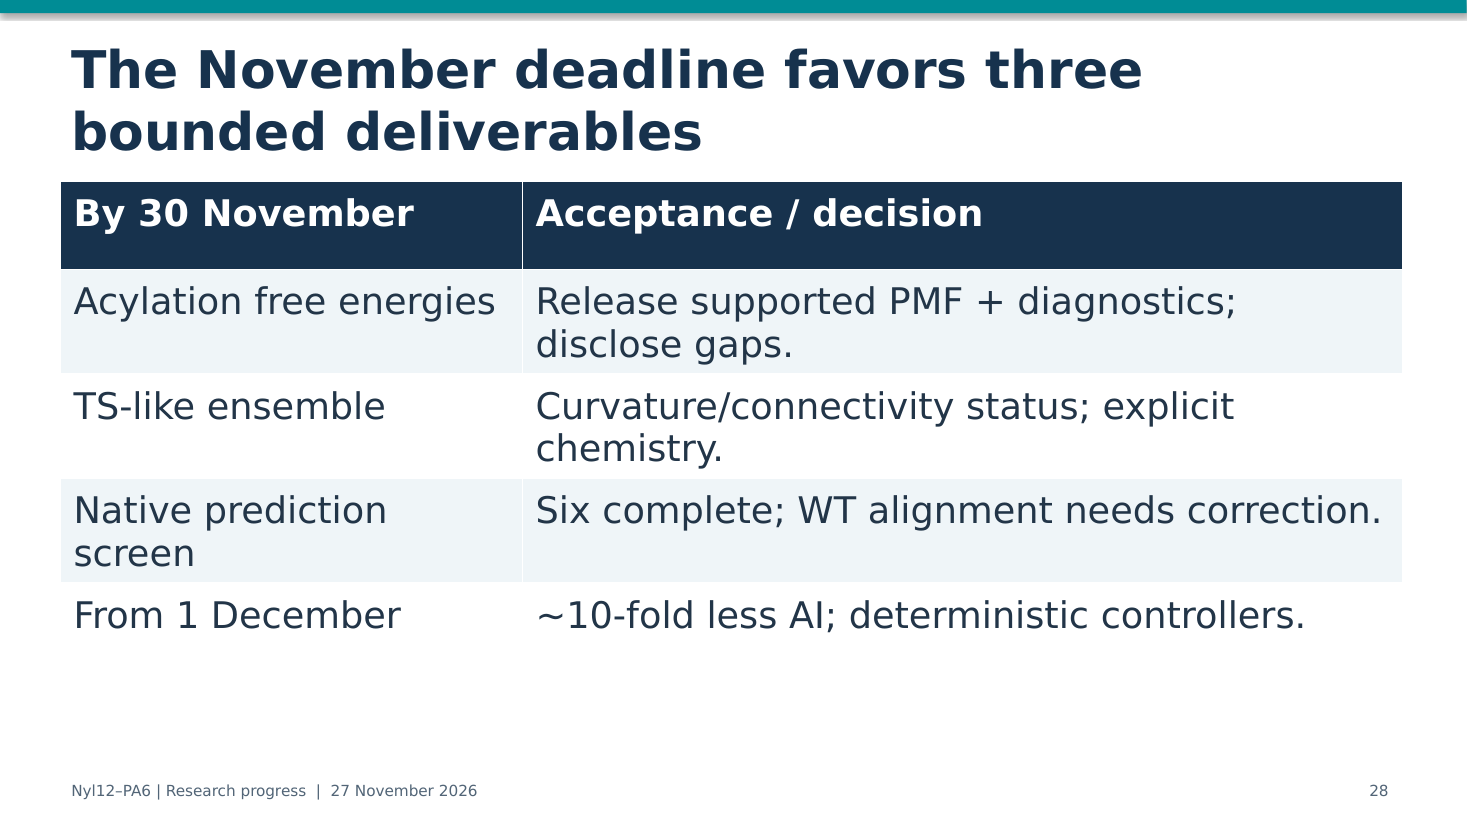 The November deadline favors three
bounded deliverables
By 30 November
Acceptance / decision
Acylation free energies
Release supported PMF + diagnostics;
disclose gaps.
TS-like ensemble
Curvature/connectivity status; explicit
chemistry.
Native prediction
screen
Six complete; WT alignment needs correction.
From 1 December
~10-fold less AI; deterministic controllers.
Nyl12–PA6 | Research progress | 27 November 2026
28